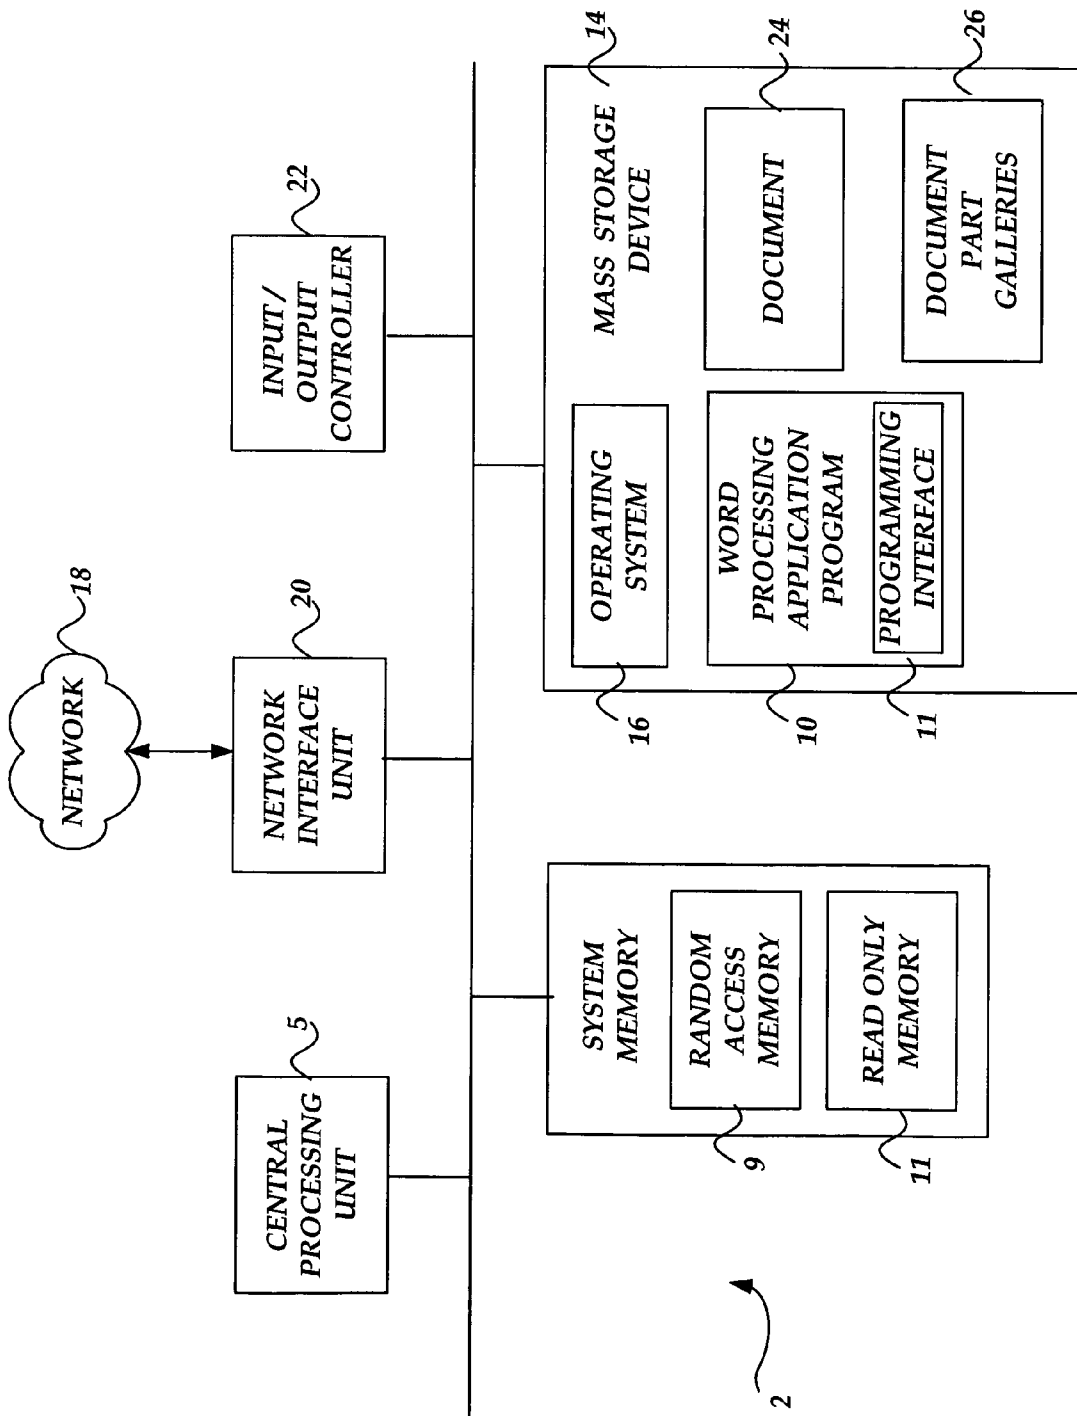 18
NETWORK
5
CENTRAL
PROCESSING
UNIT
20
NETWORK
INTERFACE
UNIT
22
INPUT/
OUTPUT
CONTROLLER
SYSTEM
MEMORY
RANDOM
ACCESS
MEMORY
9
READ ONLY
MEMORY
11
14
MASS STORAGE
DEVICE
OPERATING
SYSTEM
16
WORD
PROCESSING
APPLICATION
PROGRAM
10
PROGRAMMING
INTERFACE
11
24
DOCUMENT
26
DOCUMENT
PART
GALLERIES
2